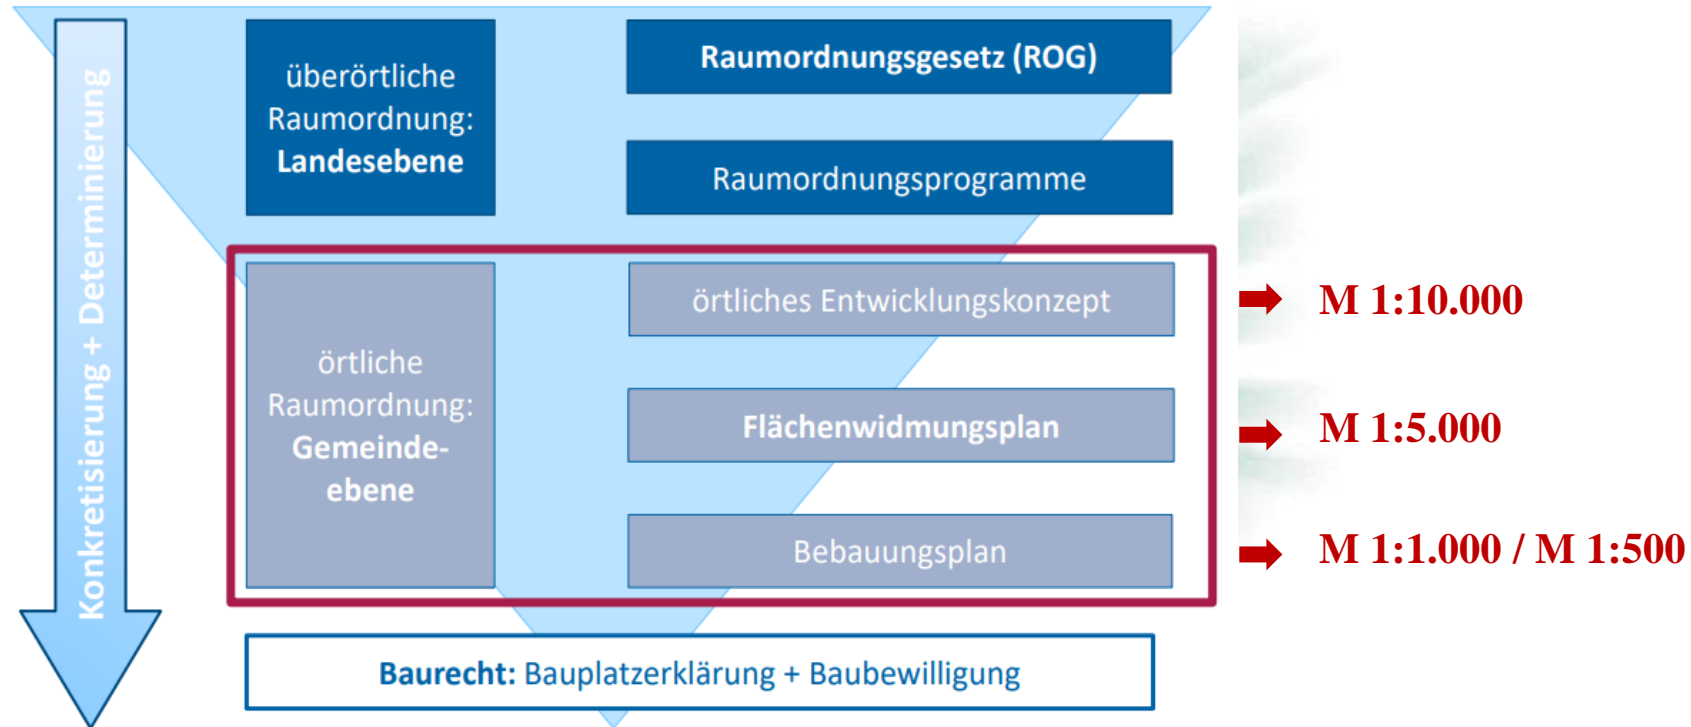 Konkretisierung + Determinierung
überörtliche
Raumordnung:
Landesebene
Raumordnungsgesetz (ROG)
Raumordnungsprogramme
örtliche
Raumordnung:
Gemeinde-
ebene
örtliches Entwicklungskonzept
M 1:10.000
Flächenwidmungsplan
M 1:5.000
Bebauungsplan
M 1:1.000 / M 1:500
Baurecht: Bauplatzerklärung + Baubewilligung